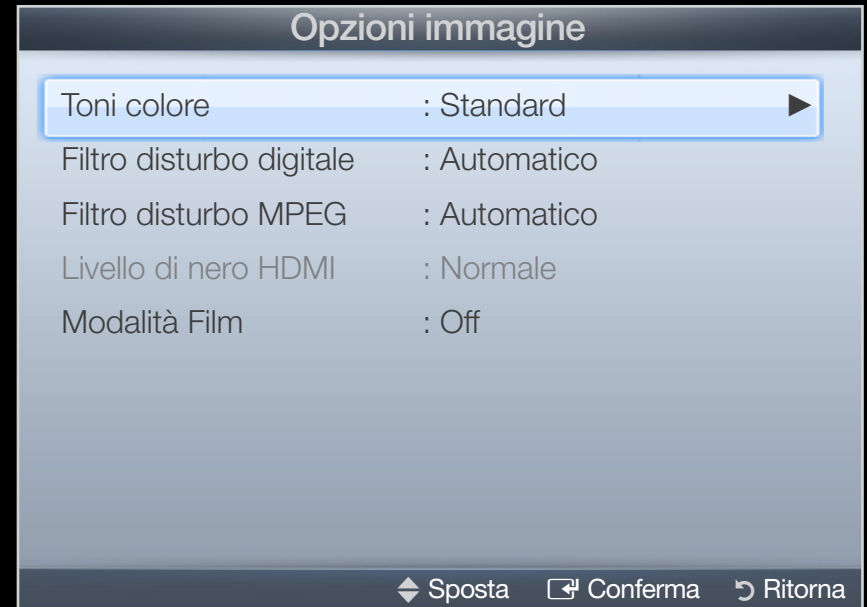 Opzioni immagine
Toni colore : Standard ►
Filtro disturbo digitale : Automatico
Filtro disturbo MPEG : Automatico
Livello di nero HDMI : Normale
Modalità Film : Off
Sposta Conferma Ritorna